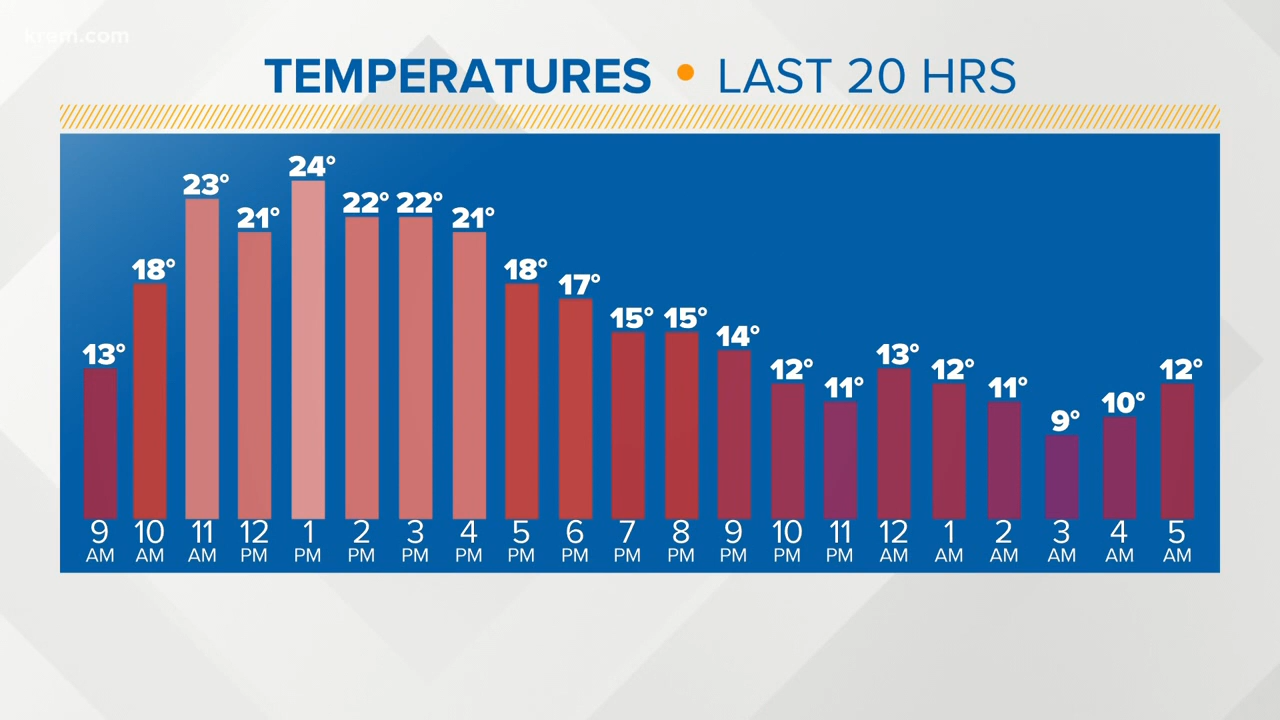 krem.com
TEMPERATURES • LAST 20 HRS
13° 18° 23° 21° 24° 22° 22° 21° 18° 17° 15° 15° 14° 12° 11° 13° 12° 11° 9° 10° 12°
9 10 11 12 1 2 3 4 5 6 7 8 9 10 11 12 1 2 3 4 5
AM AM AM PM PM PM PM PM PM PM PM PM PM PM PM AM AM AM AM AM AM